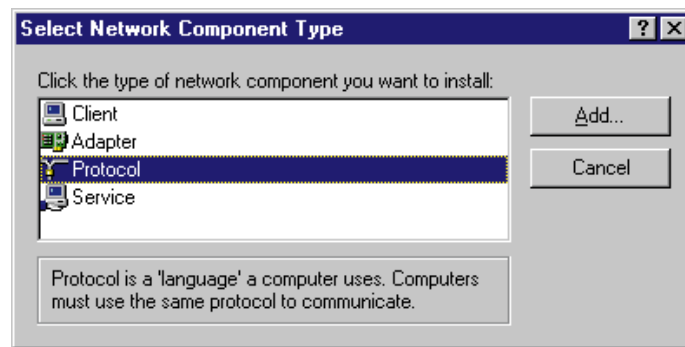 Select Network Component Type
Click the type of network component you want to install:
Client
Adapter
Protocol
Service
Add...
Cancel
Protocol is a 'language' a computer uses. Computers
must use the same protocol to communicate.